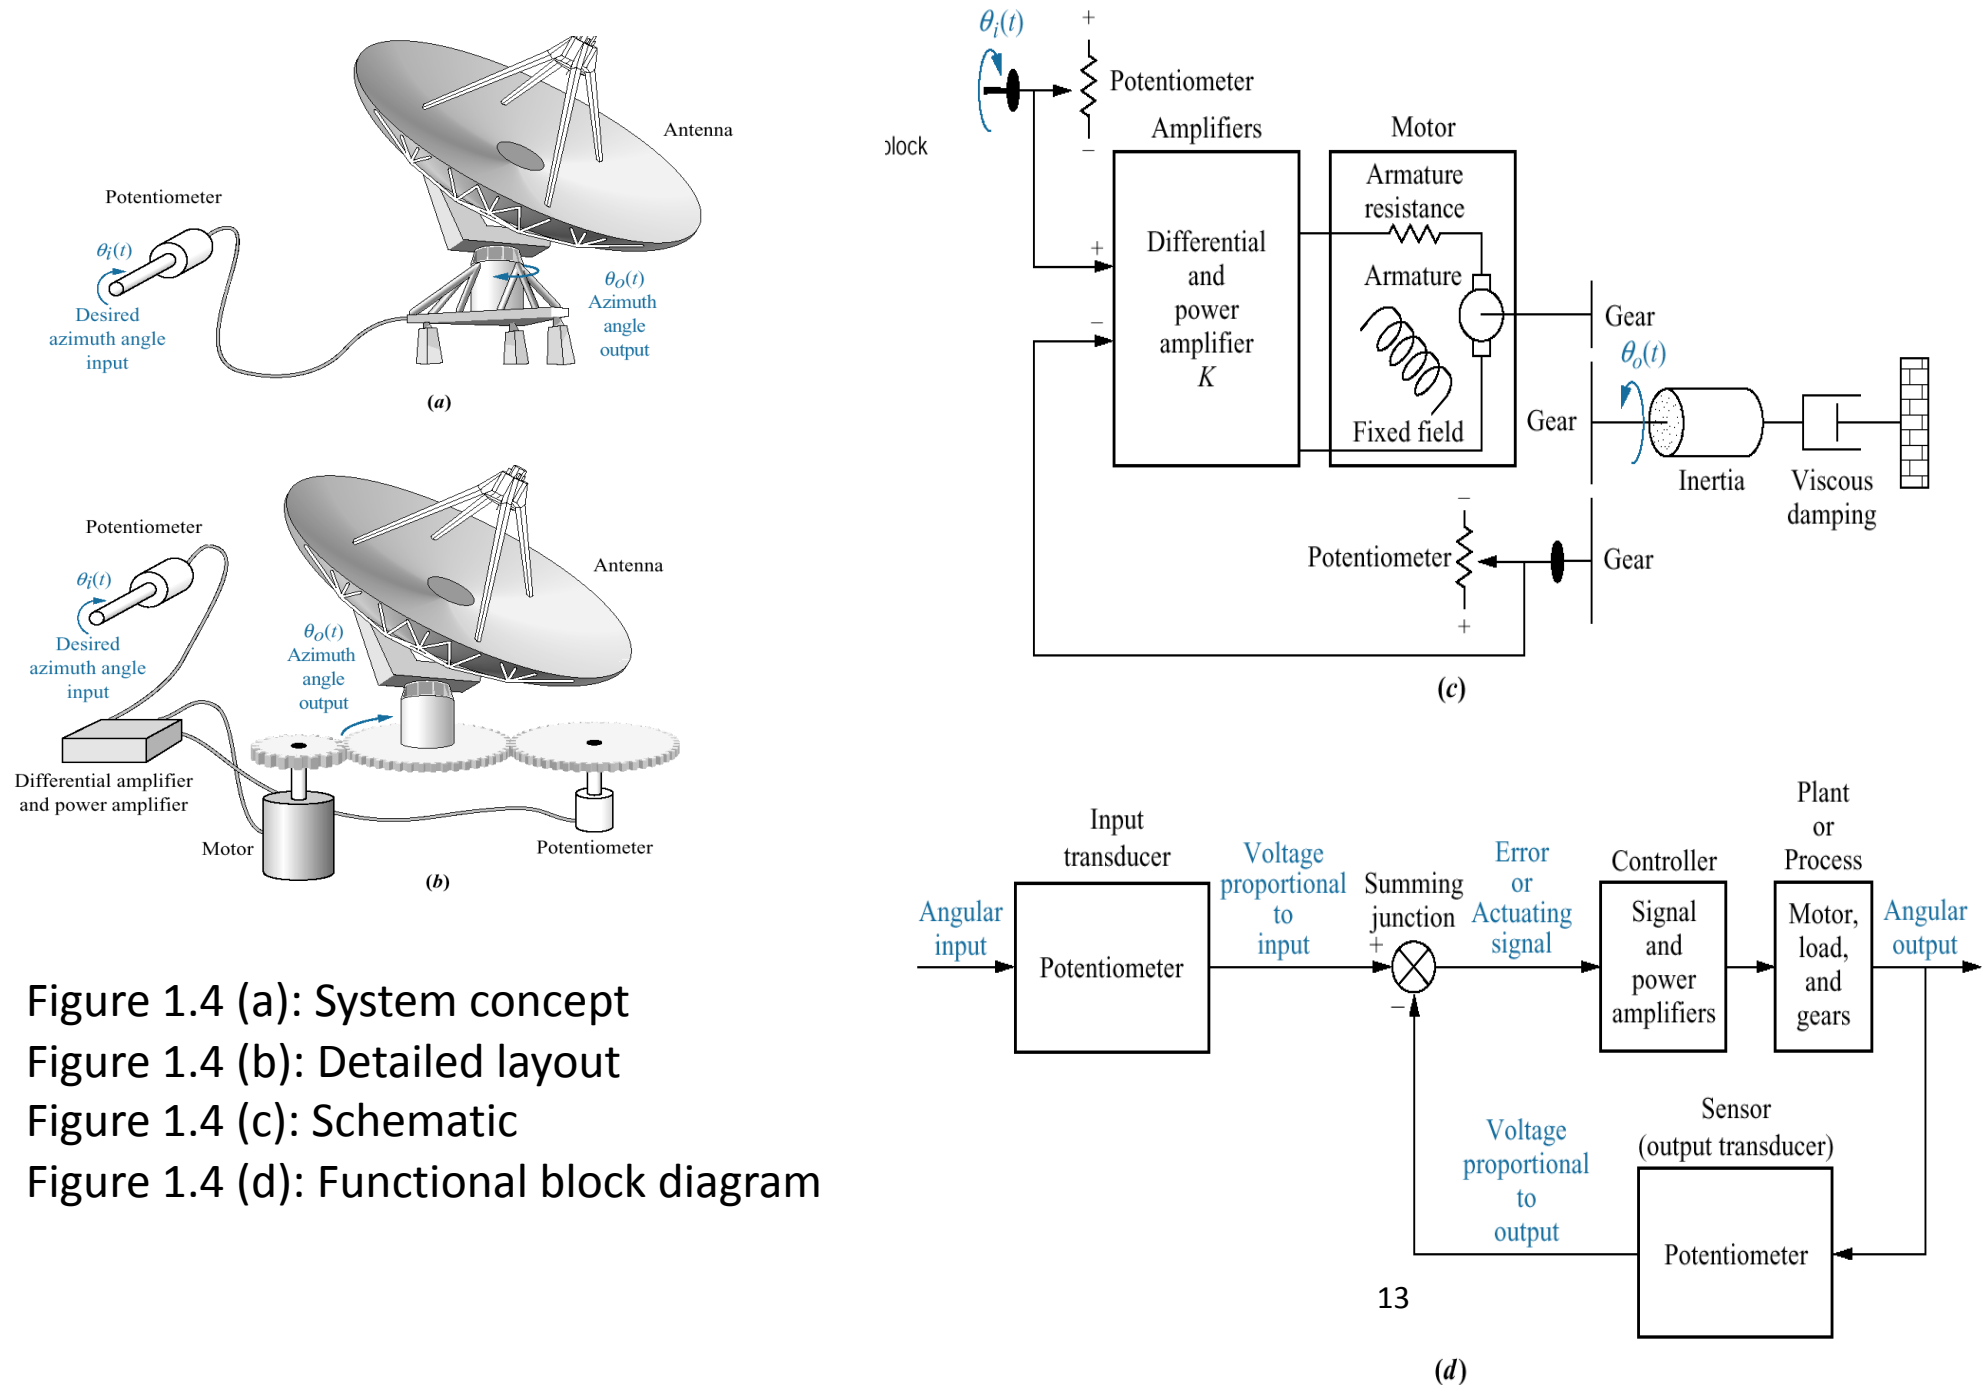 Antenna
Potentiometer
θi(t)
Desired
azimuth angle
input
θO(t)
Azimuth
angle
output
(a)
Potentiometer
Antenna
θi(t)
Desired
azimuth angle
input
θO(t)
Azimuth
angle
output
Differential amplifier
and power amplifier
Motor
Potentiometer
(b)
Figure 1.4 (a): System concept
Figure 1.4 (b): Detailed layout
Figure 1.4 (c): Schematic
Figure 1.4 (d): Functional block diagram
θi(t)
+
Potentiometer
–
Amplifiers
Motor
Armature
resistance
+
Differential
and
power
amplifier
K
–
Armature
Fixed field
Gear
θo(t)
Gear
Inertia
Viscous
damping
–
Potentiometer
+
Gear
(c)
Input
transducer
Angular
input
Potentiometer
Voltage
proportional
to
input
Summing
junction
+
–
Error
or
Actuating
signal
Controller
Signal
and
power
amplifiers
Plant
or
Process
Motor,
load,
and
gears
Angular
output
Sensor
(output transducer)
Voltage
proportional
to
output
Potentiometer
13
(d)